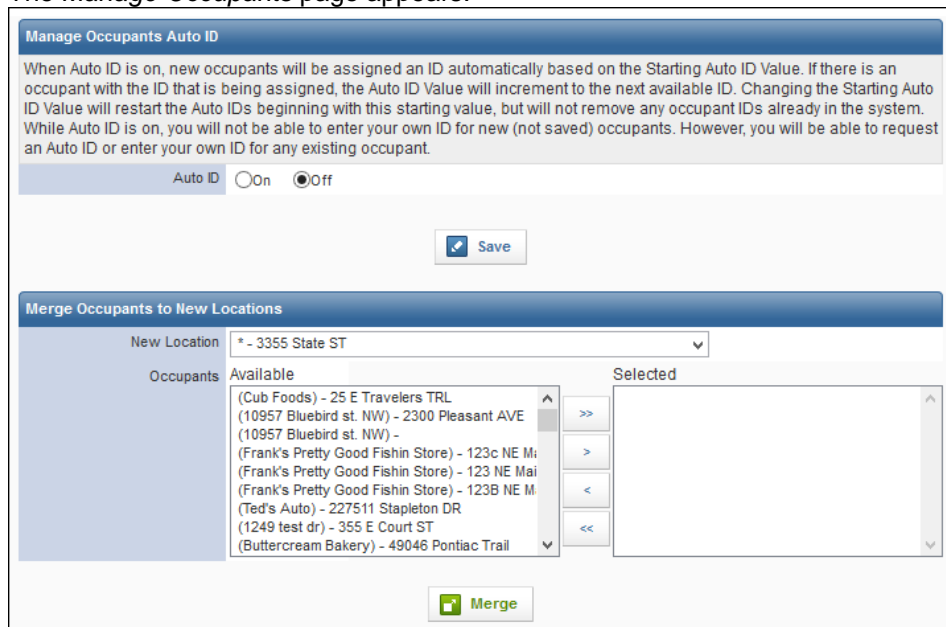 The Manage Occupants page appears.
Manage Occupants Auto ID
When Auto ID is on, new occupants will be assigned an ID automatically based on the Starting Auto ID Value. If there is an
occupant with the ID that is being assigned, the Auto ID Value will increment to the next available ID. Changing the Starting Auto
ID Value will restart the Auto IDs beginning with this starting value, but will not remove any occupant IDs already in the system.
While Auto ID is on, you will not be able to enter your own ID for new (not saved) occupants. However, you will be able to request
an Auto ID or enter your own ID for any existing occupant.
Auto ID On Off
Save
Merge Occupants to New Locations
New Location * - 3355 State ST
Occupants Available Selected
(Cub Foods) - 25 E Travelers TRL
(10957 Bluebird st. NW) - 2300 Pleasant AVE
(10957 Bluebird st. NW) -
(Frank's Pretty Good Fishin Store) - 123c NE Ma
(Frank's Pretty Good Fishin Store) - 123 NE Mai
(Frank's Pretty Good Fishin Store) - 123B NE M
(Ted's Auto) - 227511 Stapleton DR
(1249 test dr) - 355 E Court ST
(Buttercream Bakery) - 49046 Pontiac Trail
>>
>
<
<<
Merge